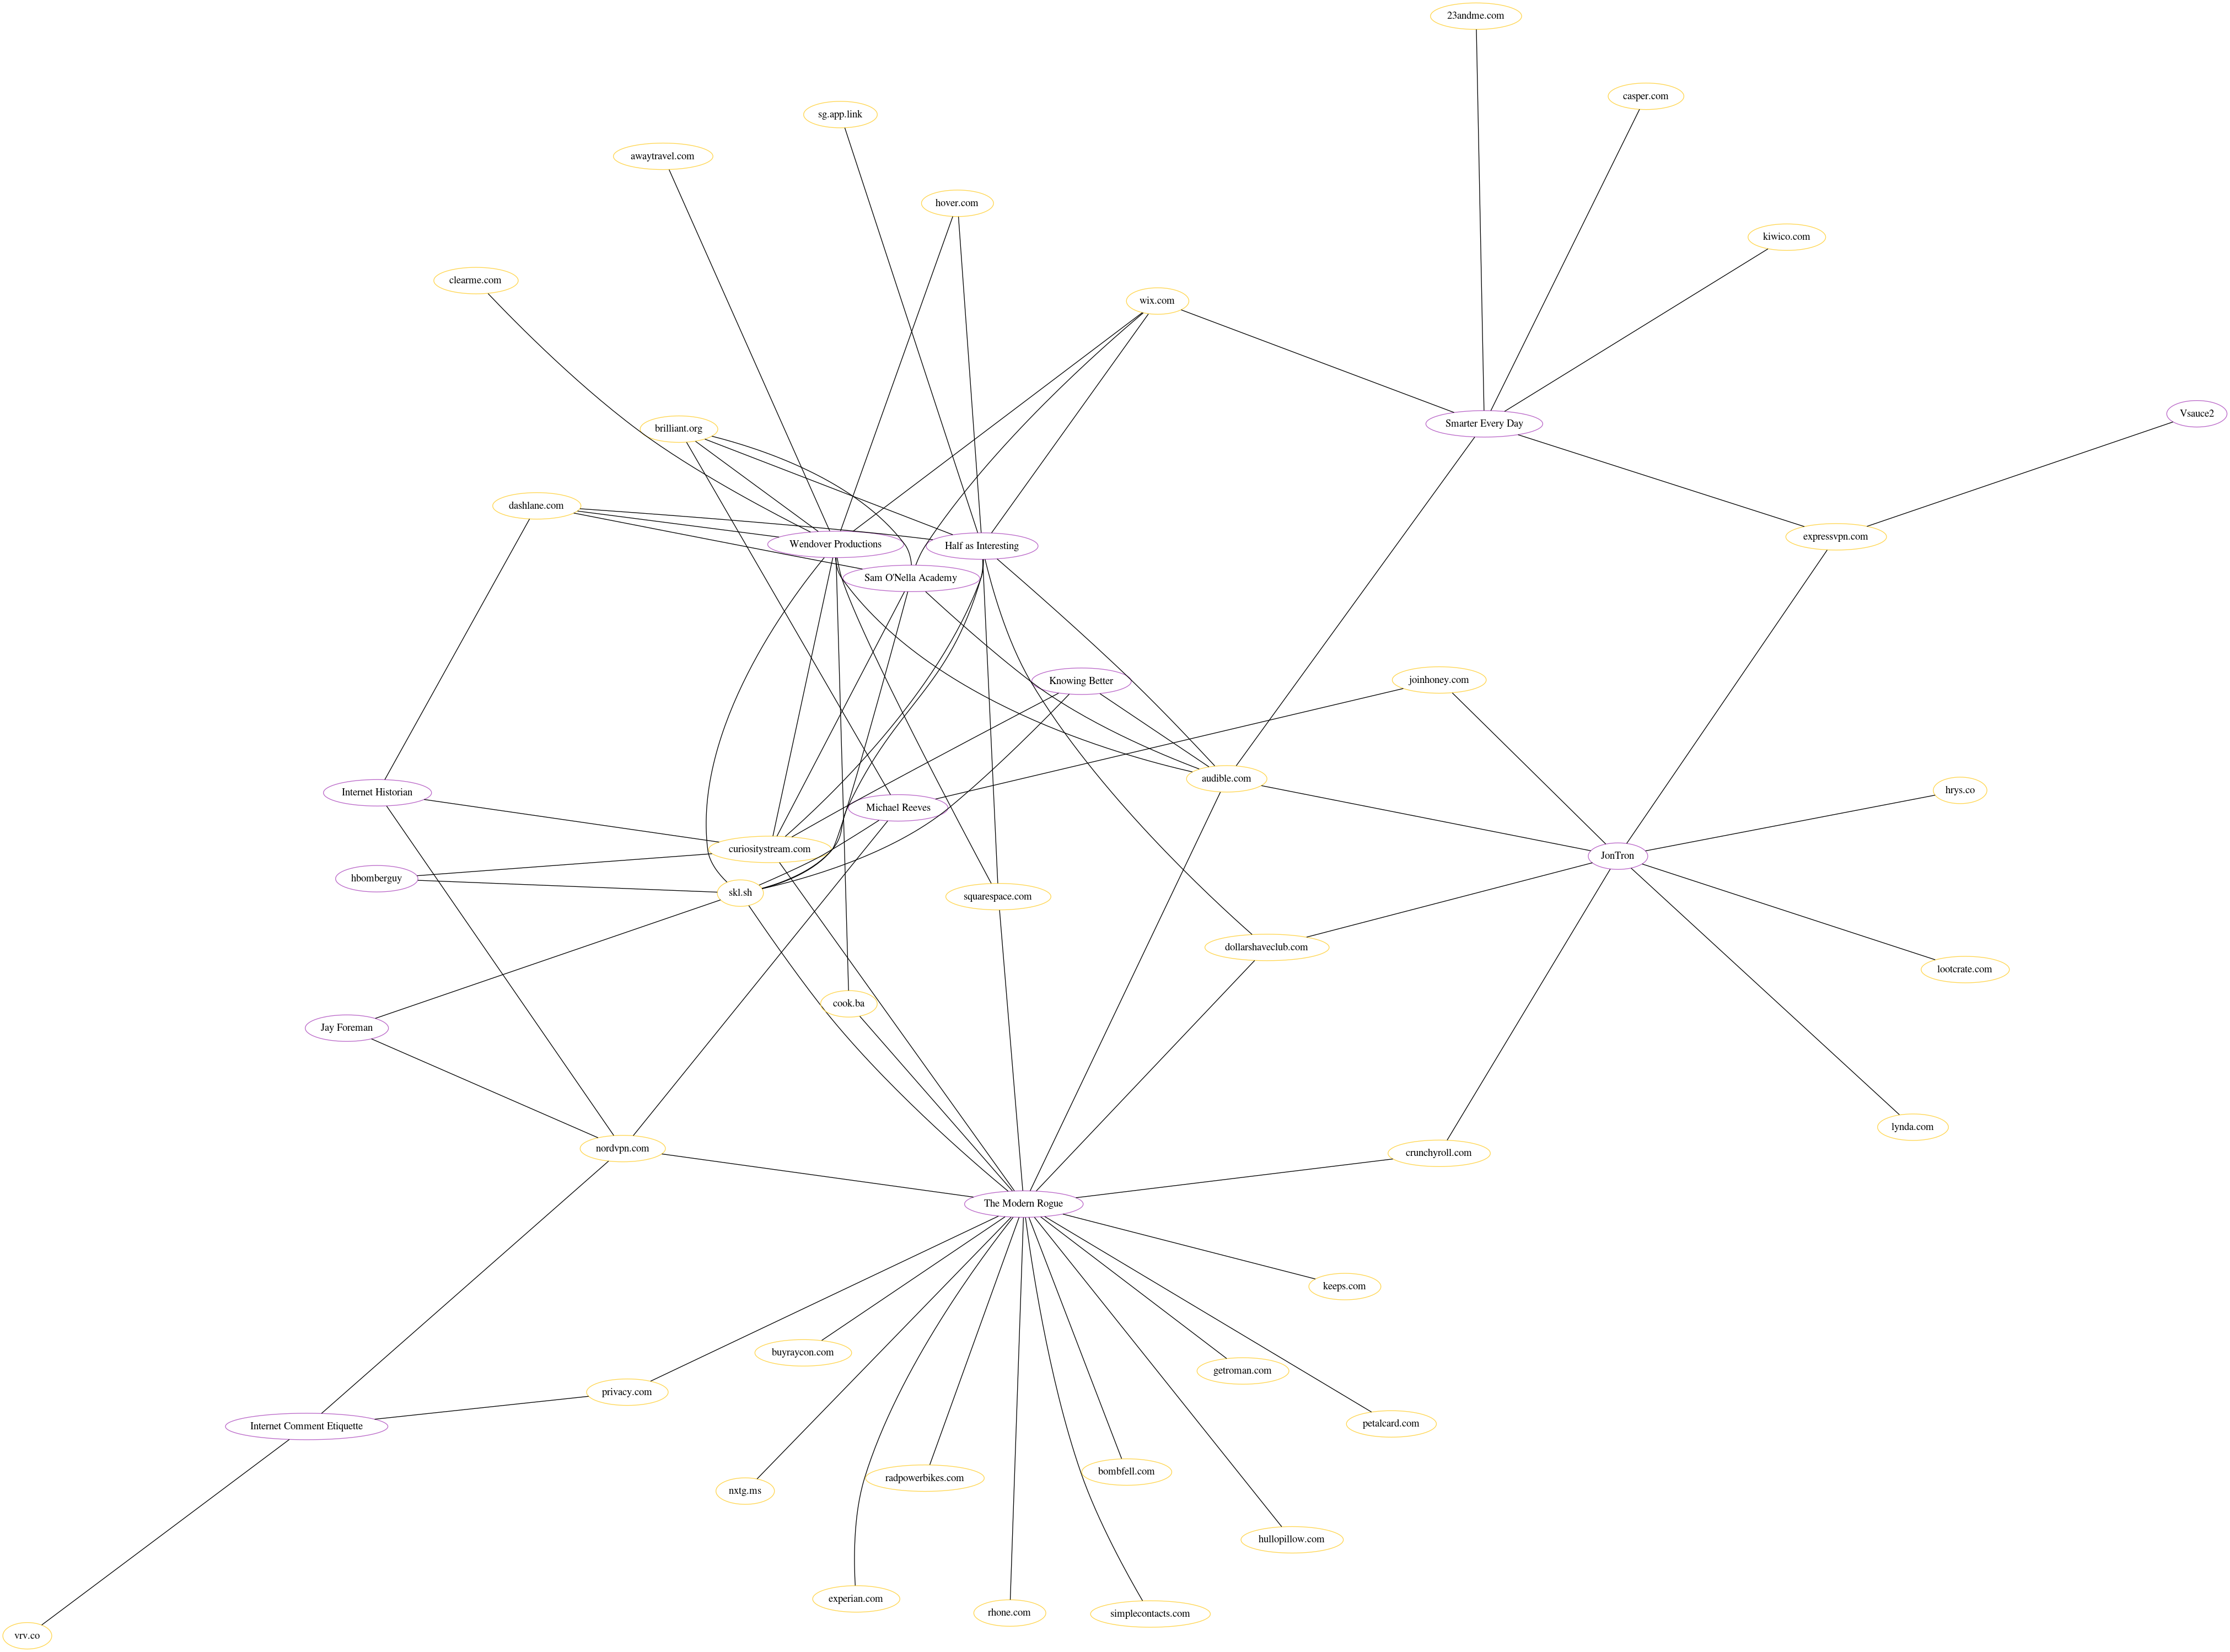 23andme.com
casper.com
sg.app.link
awaytravel.com
hover.com
kiwico.com
clearme.com
wix.com
Vsauce2
Smarter Every Day
brilliant.org
dashlane.com
expressvpn.com
Wendover Productions
Half as Interesting
Sam O'Nella Academy
Knowing Better
joinhoney.com
audible.com
hrys.co
Internet Historian
Michael Reeves
curiositystream.com
JonTron
hbomberguy
skl.sh
squarespace.com
dollarshaveclub.com
lootcrate.com
cook.ba
Jay Foreman
lynda.com
nordvpn.com
crunchyroll.com
The Modern Rogue
keeps.com
buyraycon.com
getroman.com
privacy.com
petalcard.com
Internet Comment Etiquette
bombfell.com
radpowerbikes.com
nxtg.ms
hullopillow.com
experian.com
rhone.com
simplecontacts.com
vrv.co